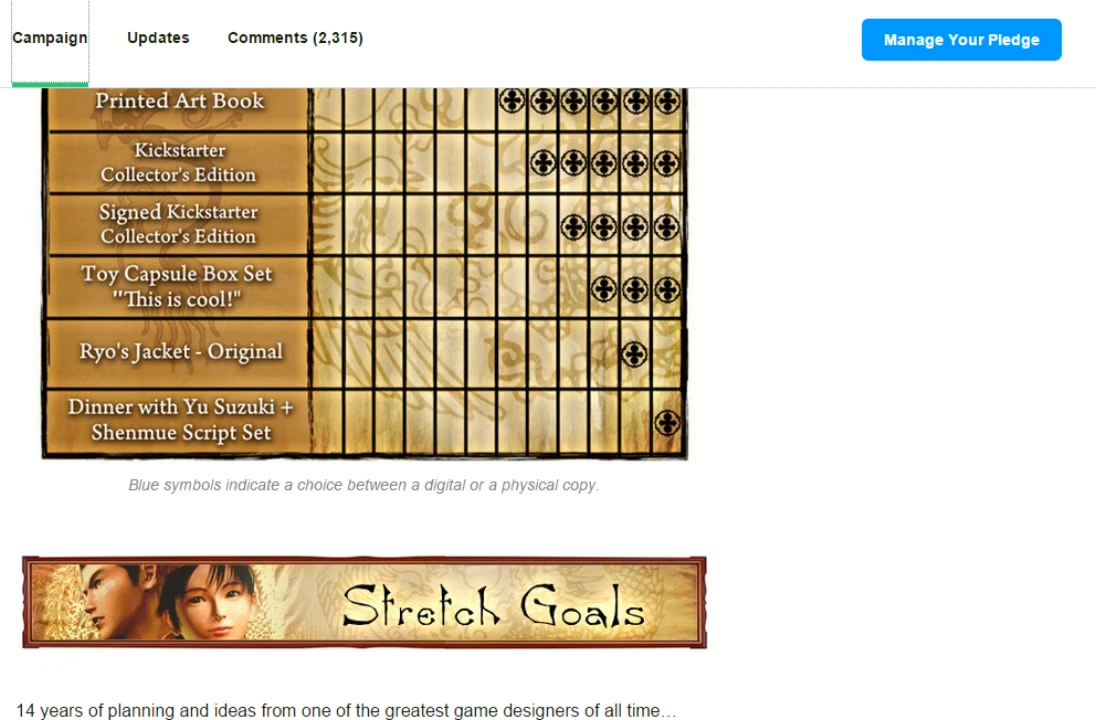 Campaign Updates Comments (2,315) Manage Your Pledge
Printed Art Book
Kickstarter
Collector's Edition
Signed Kickstarter
Collector's Edition
Toy Capsule Box Set
"This is cool!"
Ryo's Jacket - Original
Dinner with Yu Suzuki +
Shenmue Script Set
Blue symbols indicate a choice between a digital or a physical copy.
Stretch Goals
14 years of planning and ideas from one of the greatest game designers of all time…